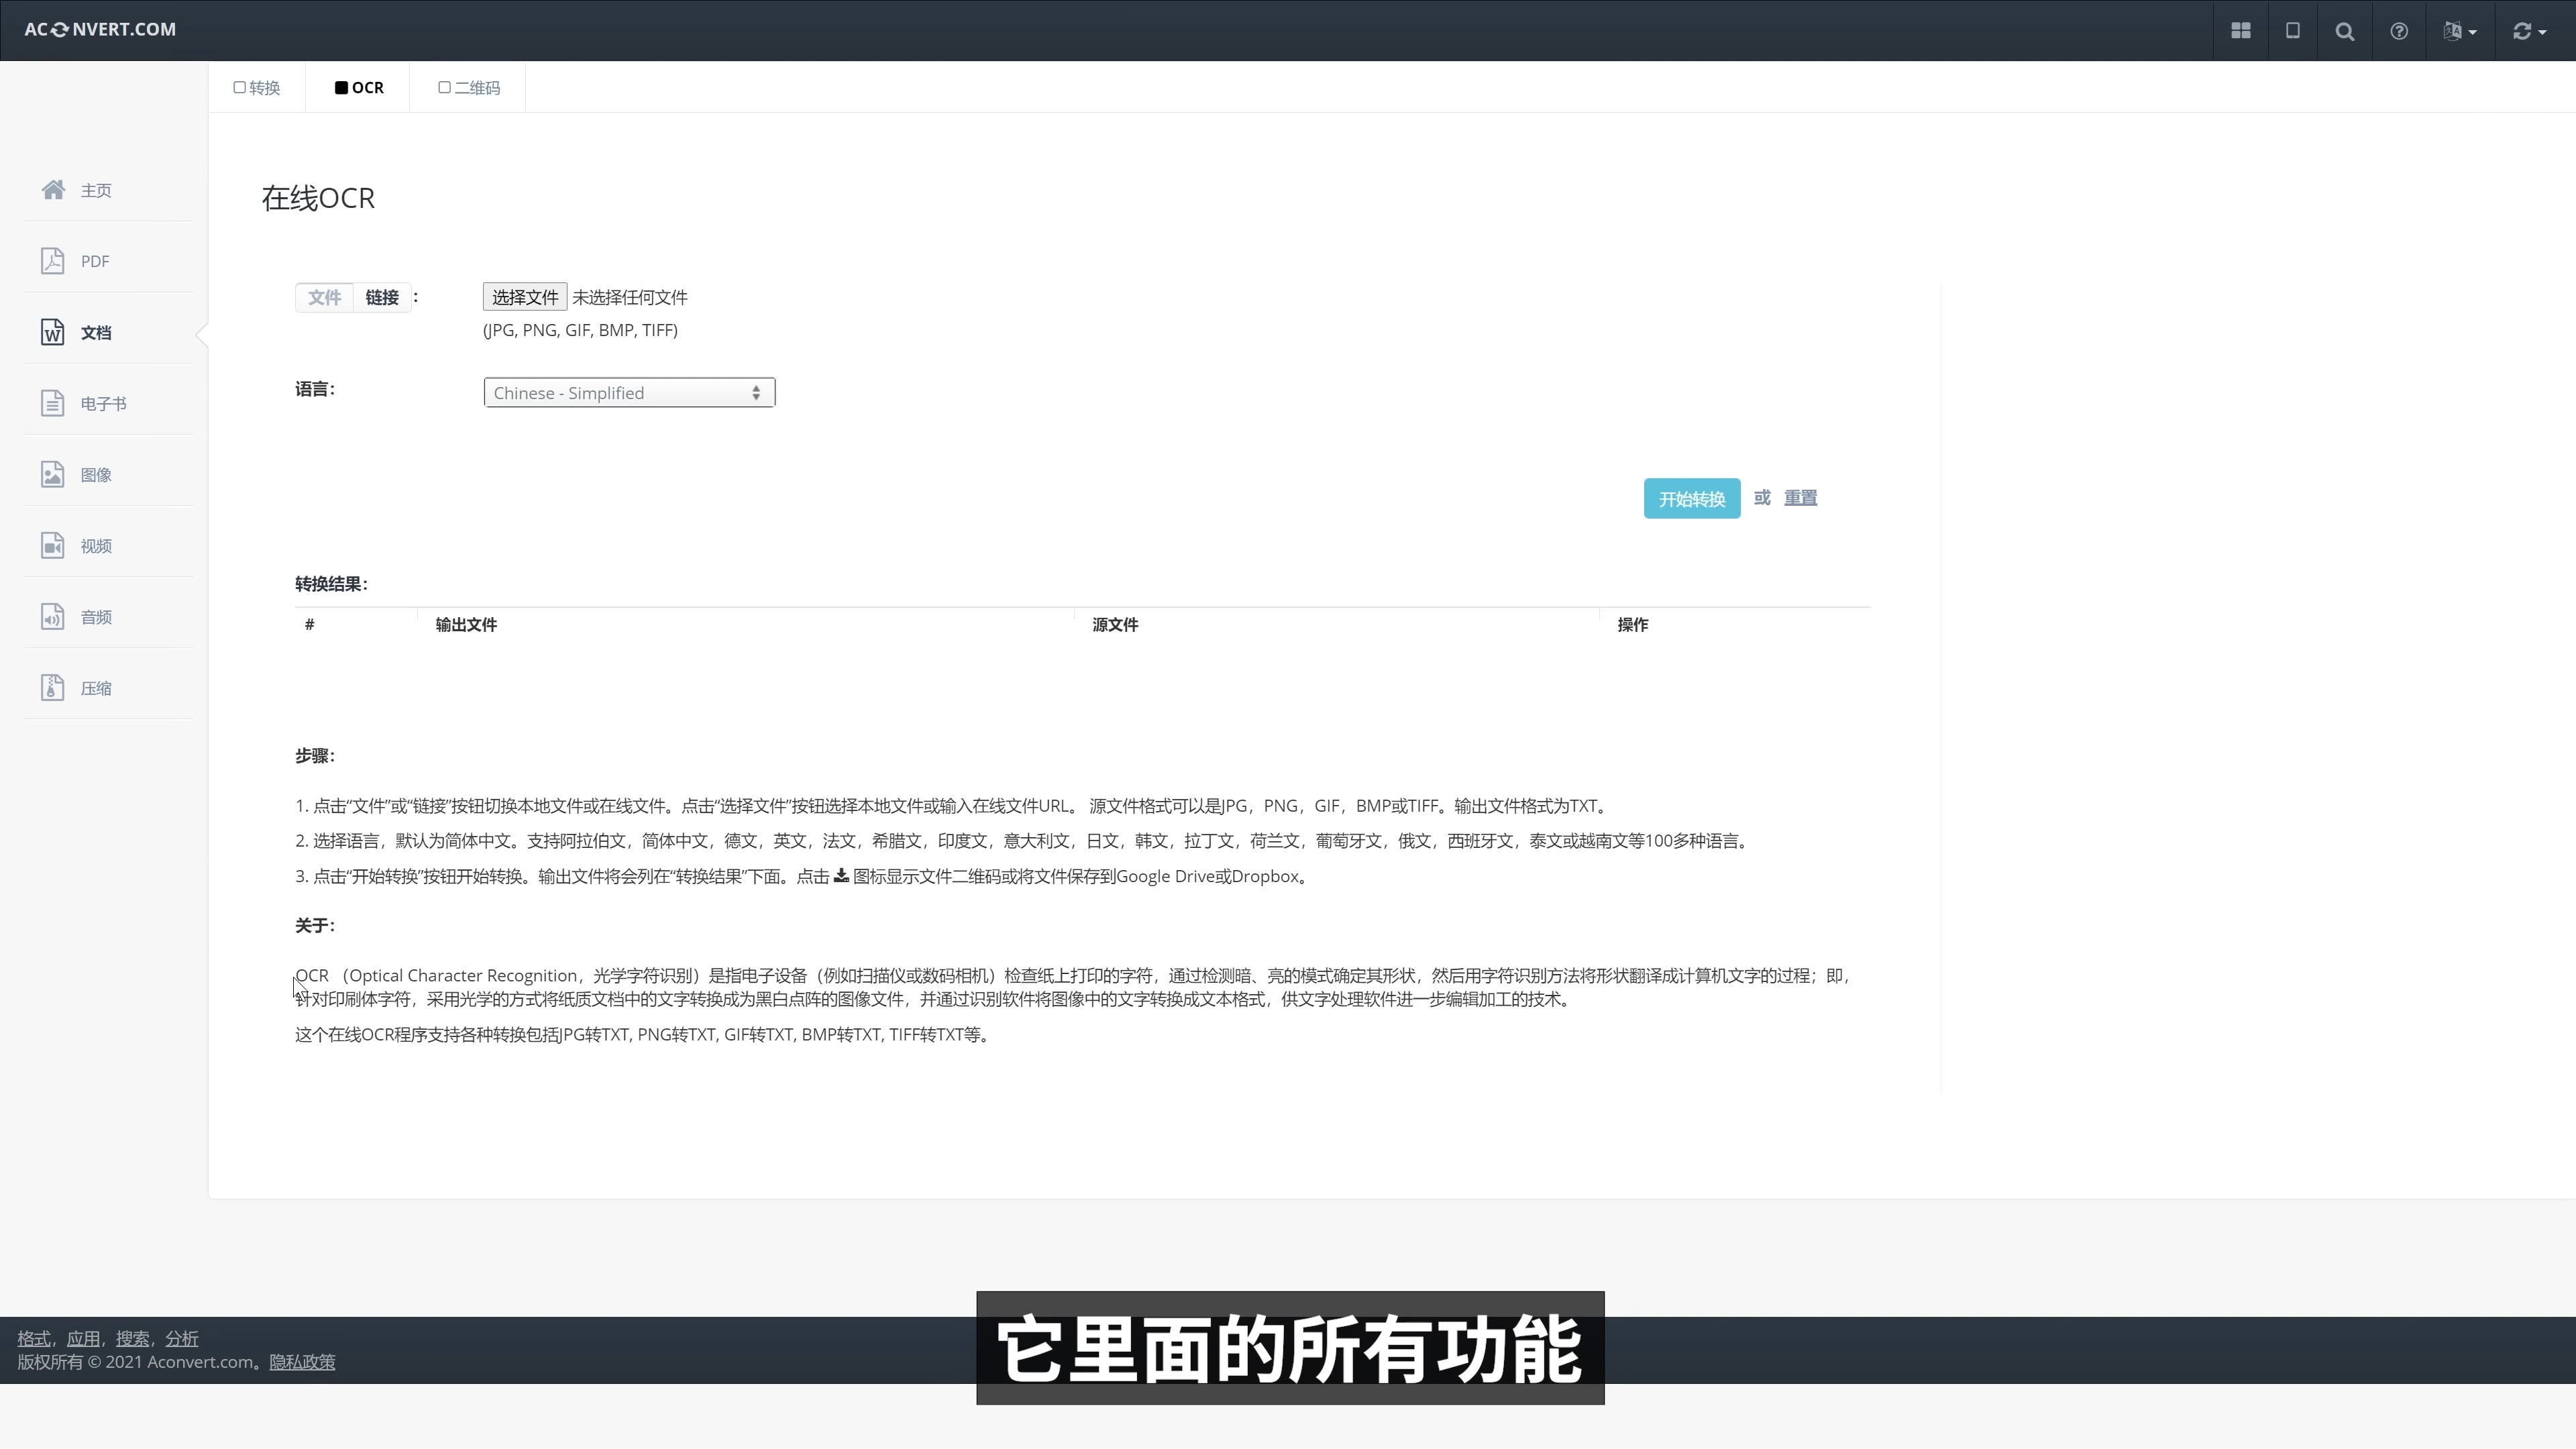 AC NVERT.COM
转换
OCR
二维码
主页
PDF
文档
电子书
图像
视频
音频
压缩
在线OCR
文件 链接 : 选择文件 未选择任何文件
(JPG, PNG, GIF, BMP, TIFF)
语言： Chinese - Simplified
开始转换 或 重置
转换结果：
# 输出文件 源文件 操作
步骤：
1. 点击“文件”或“链接”按钮切换本地文件或在线文件。点击“选择文件”按钮选择本地文件或输入在线文件URL。 源文件格式可以是JPG，PNG，GIF，BMP或TIFF。输出文件格式为TXT。
2. 选择语言，默认为简体中文。支持阿拉伯文，简体中文，德文，英文，法文，希腊文，印度文，意大利文，日文，韩文，拉丁文，荷兰文，葡萄牙文，俄文，西班牙文，泰文或越南文等100多种语言。
3. 点击“开始转换”按钮开始转换。输出文件将会列在“转换结果”下面。点击 图标显示文件二维码或将文件保存到Google Drive或Dropbox。
关于：
OCR （Optical Character Recognition，光学字符识别）是指电子设备（例如扫描仪或数码相机）检查纸上打印的字符，通过检测暗、亮的模式确定其形状，然后用字符识别方法将形状翻译成计算机文字的过程；即，
针对印刷体字符，采用光学的方式将纸质文档中的文字转换成为黑白点阵的图像文件，并通过识别软件将图像中的文字转换成文本格式，供文字处理软件进一步编辑加工的技术。
这个在线OCR程序支持各种转换包括JPG转TXT, PNG转TXT, GIF转TXT, BMP转TXT, TIFF转TXT等。
格式，应用，搜索，分析
版权所有 © 2021 Aconvert.com。隐私政策
它里面的所有功能